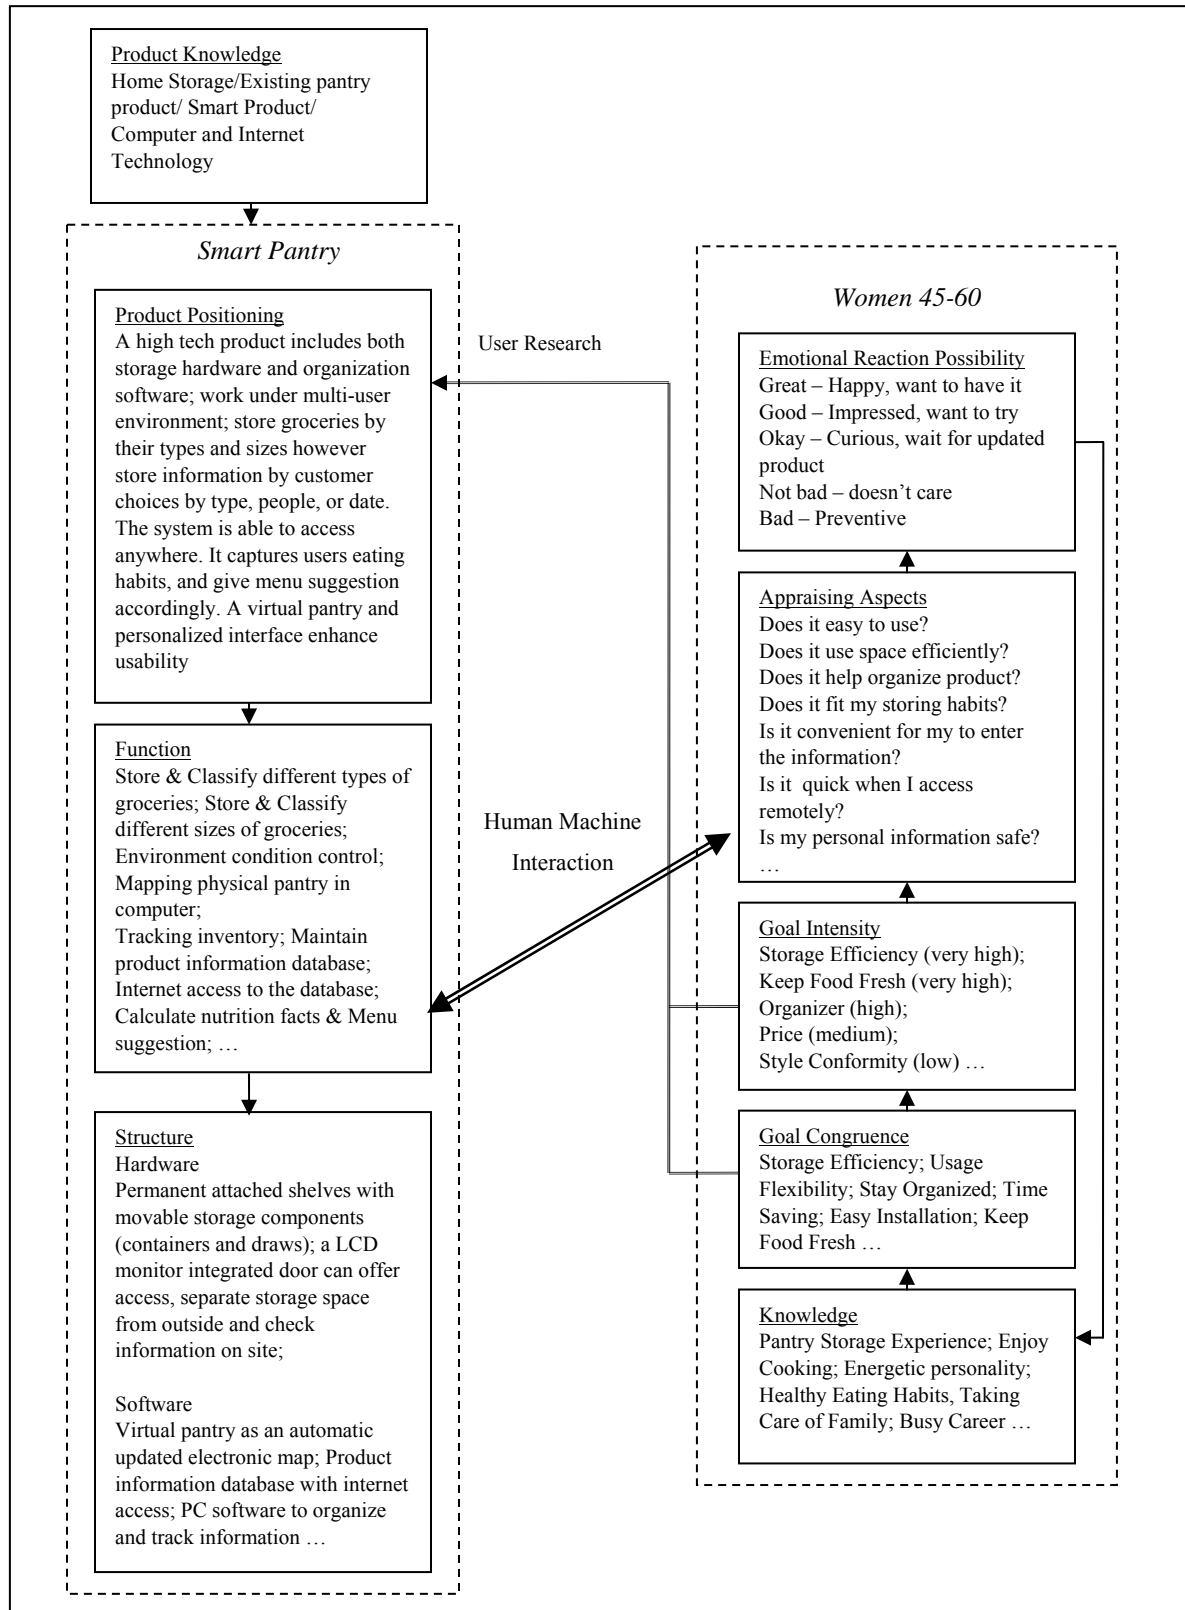 Product Knowledge
Home Storage/Existing pantry
product/ Smart Product/
Computer and Internet
Technology
Smart Pantry
Product Positioning
A high tech product includes both
storage hardware and organization
software; work under multi-user
environment; store groceries by
their types and sizes however
store information by customer
choices by type, people, or date.
The system is able to access
anywhere. It captures users eating
habits, and give menu suggestion
accordingly. A virtual pantry and
personalized interface enhance
usability
Function
Store & Classify different types of
groceries; Store & Classify
different sizes of groceries;
Environment condition control;
Mapping physical pantry in
computer;
Tracking inventory; Maintain
product information database;
Internet access to the database;
Calculate nutrition facts & Menu
suggestion; …
Structure
Hardware
Permanent attached shelves with
movable storage components
(containers and draws); a LCD
monitor integrated door can offer
access, separate storage space
from outside and check
information on site;
Software
Virtual pantry as an automatic
updated electronic map; Product
information database with internet
access; PC software to organize
and track information …
User Research
Human Machine
Interaction
Women 45-60
Emotional Reaction Possibility
Great – Happy, want to have it
Good – Impressed, want to try
Okay – Curious, wait for updated
product
Not bad – doesn’t care
Bad – Preventive
Appraising Aspects
Does it easy to use?
Does it use space efficiently?
Does it help organize product?
Does it fit my storing habits?
Is it convenient for my to enter
the information?
Is it quick when I access
remotely?
Is my personal information safe?
…
Goal Intensity
Storage Efficiency (very high);
Keep Food Fresh (very high);
Organizer (high);
Price (medium);
Style Conformity (low) …
Goal Congruence
Storage Efficiency; Usage
Flexibility; Stay Organized; Time
Saving; Easy Installation; Keep
Food Fresh …
Knowledge
Pantry Storage Experience; Enjoy
Cooking; Energetic personality;
Healthy Eating Habits, Taking
Care of Family; Busy Career …